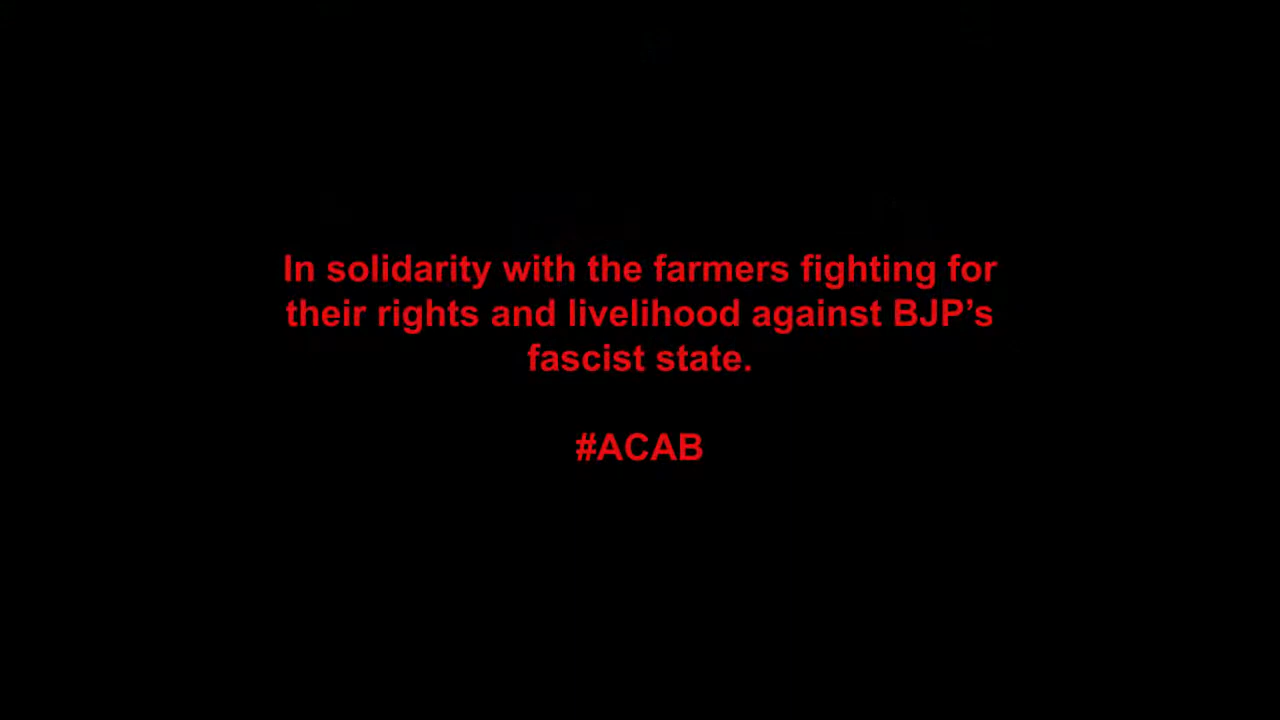 In solidarity with the farmers fighting for
their rights and livelihood against BJP’s
fascist state.
#ACAB